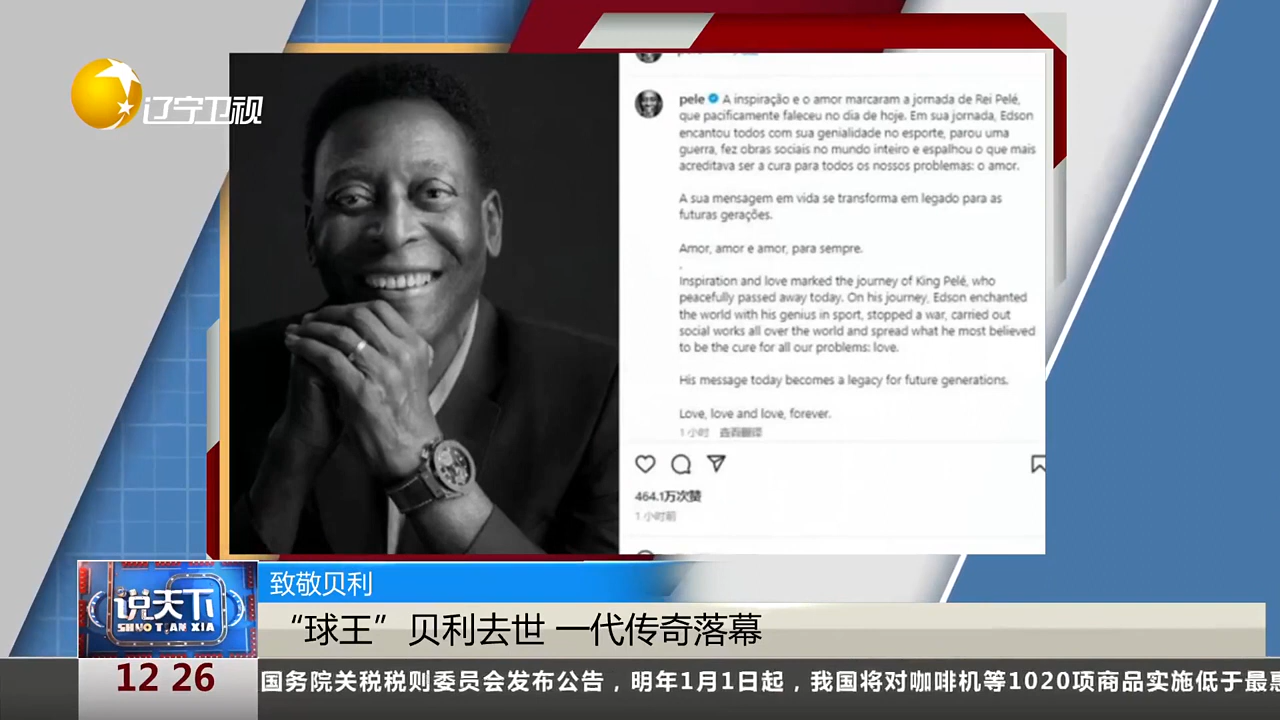 辽宁卫视
pele A inspiração e o amor marcaram a jornada de Rei Pelé,
que pacificamente faleceu no dia de hoje. Em sua jornada, Edson
encantou todos com sua genialidade no esporte, parou uma
guerra, fez obras sociais no mundo inteiro e espalhou o que mais
acreditava ser a cura para todos os nossos problemas: o amor.
A sua mensagem em vida se transforma em legado para as
futuras gerações.
Amor, amor e amor, para sempre.
.
Inspiration and love marked the journey of King Pelé, who
peacefully passed away today. On his journey, Edson enchanted
the world with his genius in sport, stopped a war, carried out
social works all over the world and spread what he most believed
to be the cure for all our problems: love.
His message today becomes a legacy for future generations.
Love, love and love, forever.
1 小时 查看翻译
464.1万次赞
1 小时前
致敬贝利
说天下
SHUO TIAN XIA
“球王”贝利去世 一代传奇落幕
12 26
国务院关税税则委员会发布公告，明年1月1日起，我国将对咖啡机等1020项商品实施低于最惠